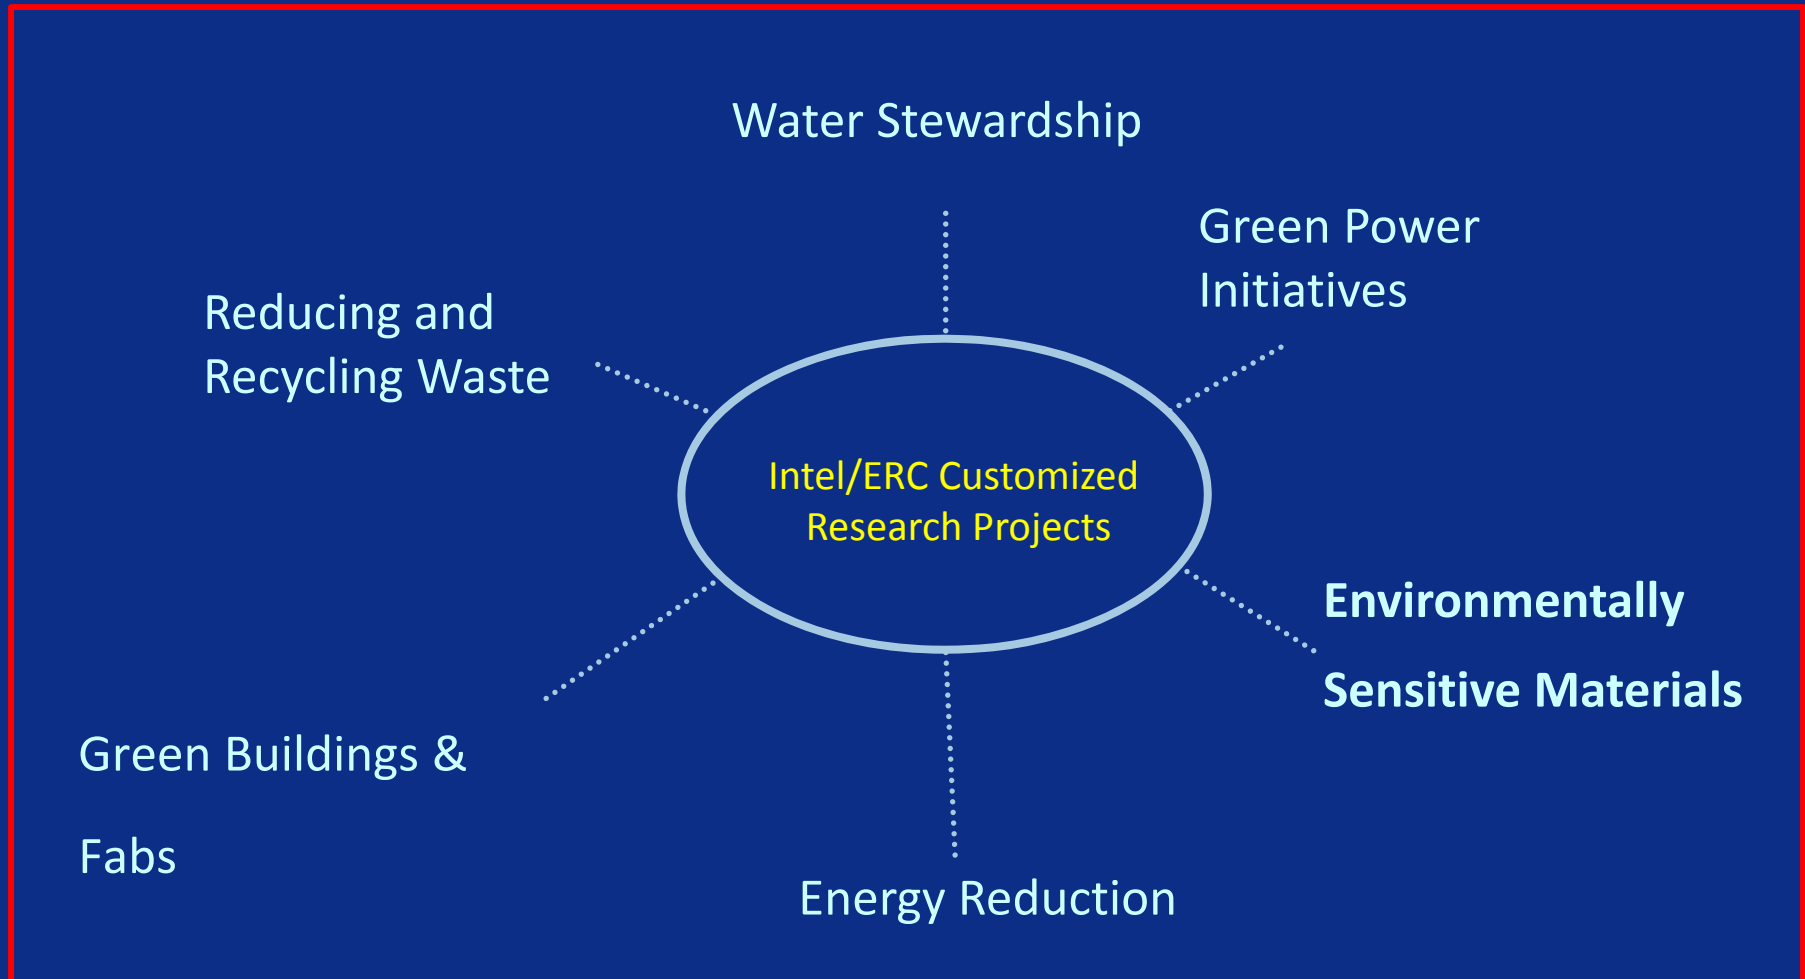 Water Stewardship
Green Power
Initiatives
Reducing and
Recycling Waste
Intel/ERC Customized
Research Projects
Environmentally
Sensitive Materials
Green Buildings &
Fabs
Energy Reduction